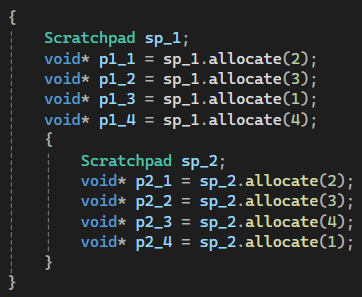 {
    Scratchpad sp_1;
    void* p1_1 = sp_1.allocate(2);
    void* p1_2 = sp_1.allocate(3);
    void* p1_3 = sp_1.allocate(1);
    void* p1_4 = sp_1.allocate(4);
    {
        Scratchpad sp_2;
        void* p2_1 = sp_2.allocate(2);
        void* p2_2 = sp_2.allocate(3);
        void* p2_3 = sp_2.allocate(4);
        void* p2_4 = sp_2.allocate(1);
    }
}